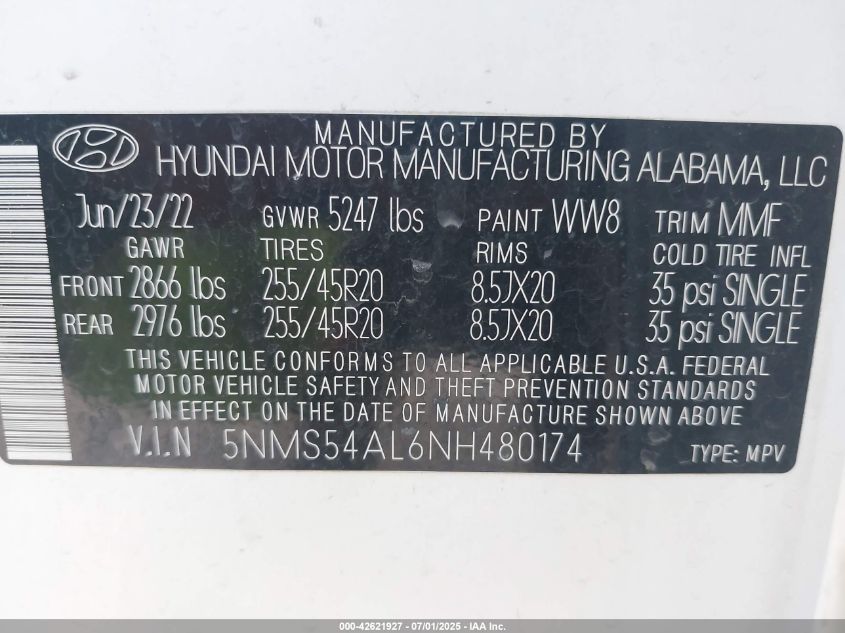 MANUFACTURED BY
HYUNDAI MOTOR MANUFACTURING ALABAMA, LLC
Jun/23/22 GVWR 5247 lbs PAINT WW8 TRIM MMF
GAWR TIRES RIMS COLD TIRE INFL
FRONT 2866 lbs 255/45R20 8.5JX20 35 psi SINGLE
REAR 2976 lbs 255/45R20 8.5JX20 35 psi SINGLE
THIS VEHICLE CONFORMS TO ALL APPLICABLE U.S.A. FEDERAL
MOTOR VEHICLE SAFETY AND THEFT PREVENTION STANDARDS
IN EFFECT ON THE DATE OF MANUFACTURE SHOWN ABOVE
V.I.N 5NMS54AL6NH480174 TYPE: MPV
000-42621927 - 07/01/2025 - IAA Inc.